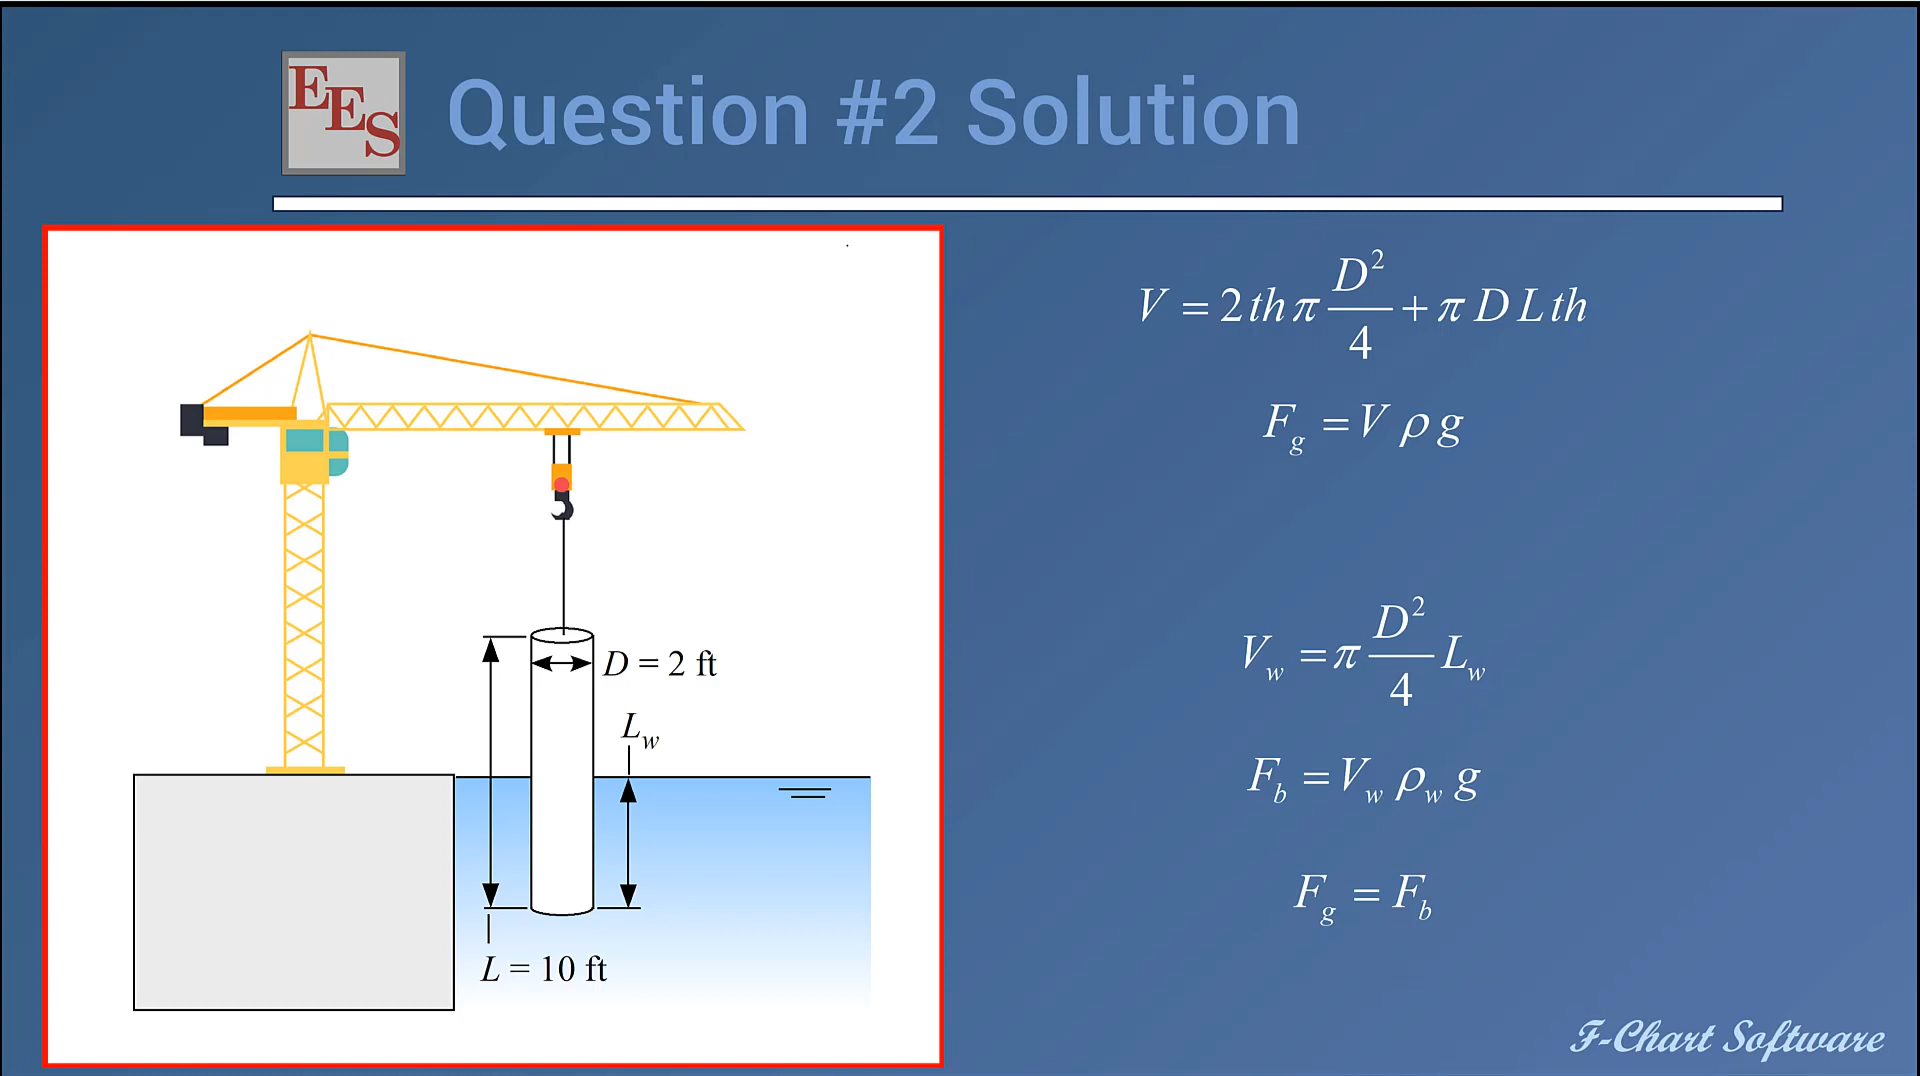 EES
Question #2 Solution
V = 2 th π D²/4 + π D L th
F_g = V ρ g
D = 2 ft
L_w
L = 10 ft
V_w = π D²/4 L_w
F_b = V_w ρ_w g
F_g = F_b
F-Chart Software